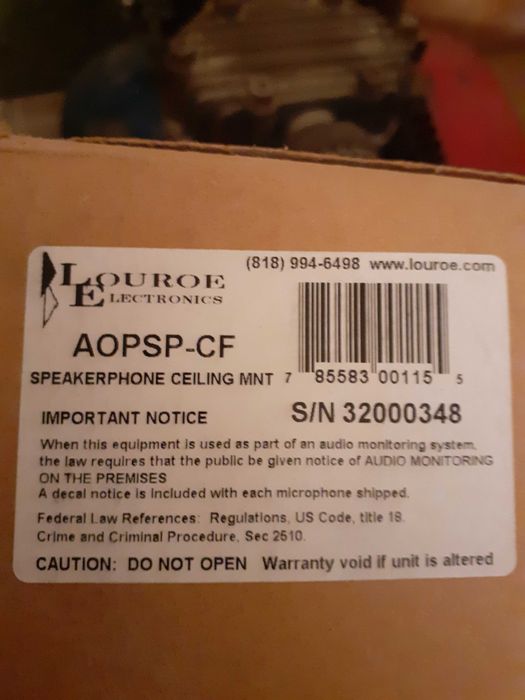 LOUROE
ELECTRONICS
(818) 994-6498 www.louroe.com
AOPSP-CF
SPEAKERPHONE CEILING MNT
7 85583 00115 5
IMPORTANT NOTICE
S/N 32000348
When this equipment is used as part of an audio monitoring system,
the law requires that the public be given notice of AUDIO MONITORING
ON THE PREMISES
A decal notice is included with each microphone shipped.
Federal Law References: Regulations, US Code, title 18.
Crime and Criminal Procedure, Sec 2510.
CAUTION: DO NOT OPEN Warranty void if unit is altered